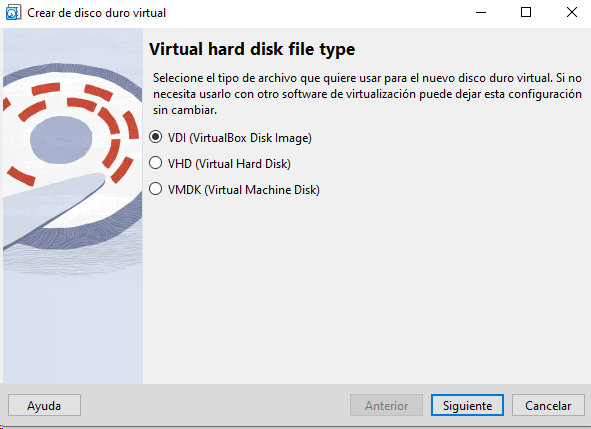 Crear de disco duro virtual
Virtual hard disk file type
Selecione el tipo de archivo que quiere usar para el nuevo disco duro virtual. Si no
necesita usarlo con otro software de virtualización puede dejar esta configuración
sin cambiar.
VDI (VirtualBox Disk Image)
VHD (Virtual Hard Disk)
VMDK (Virtual Machine Disk)
Ayuda
Anterior
Siguiente
Cancelar